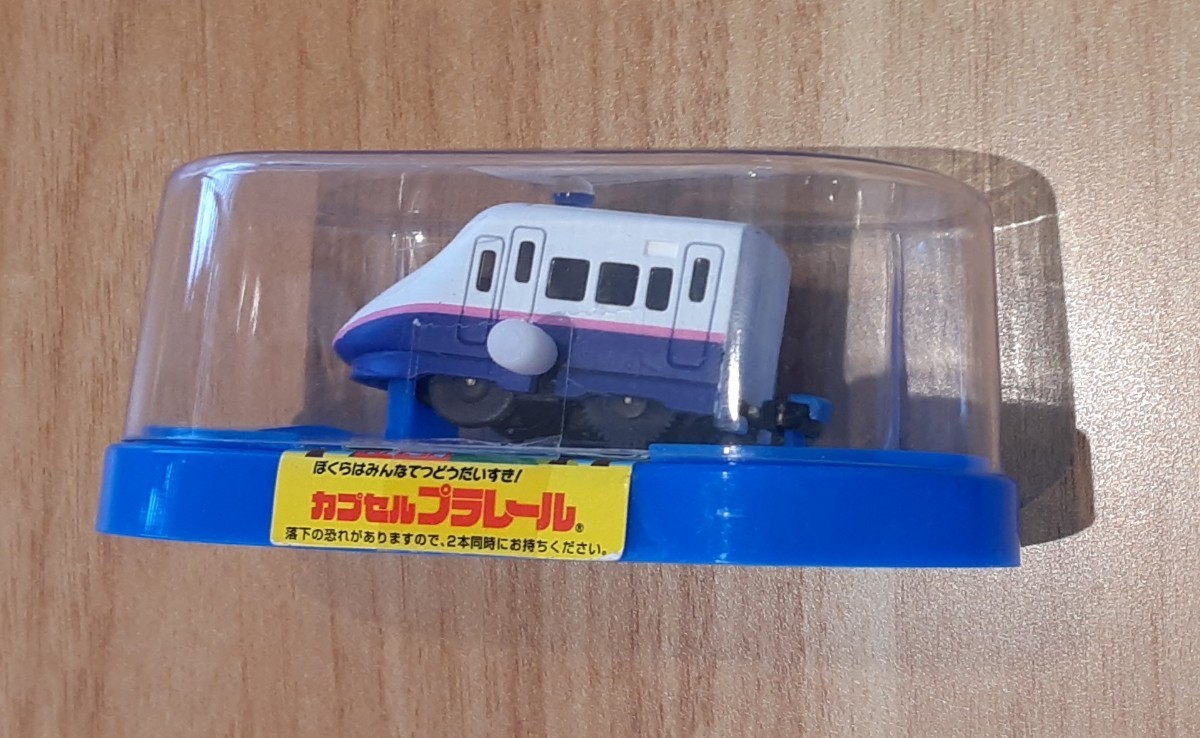 ぼくらはみんなてつどうだいすき!
カプセルプラレール®
落下の恐れがありますので、2本同時にお持ちください。